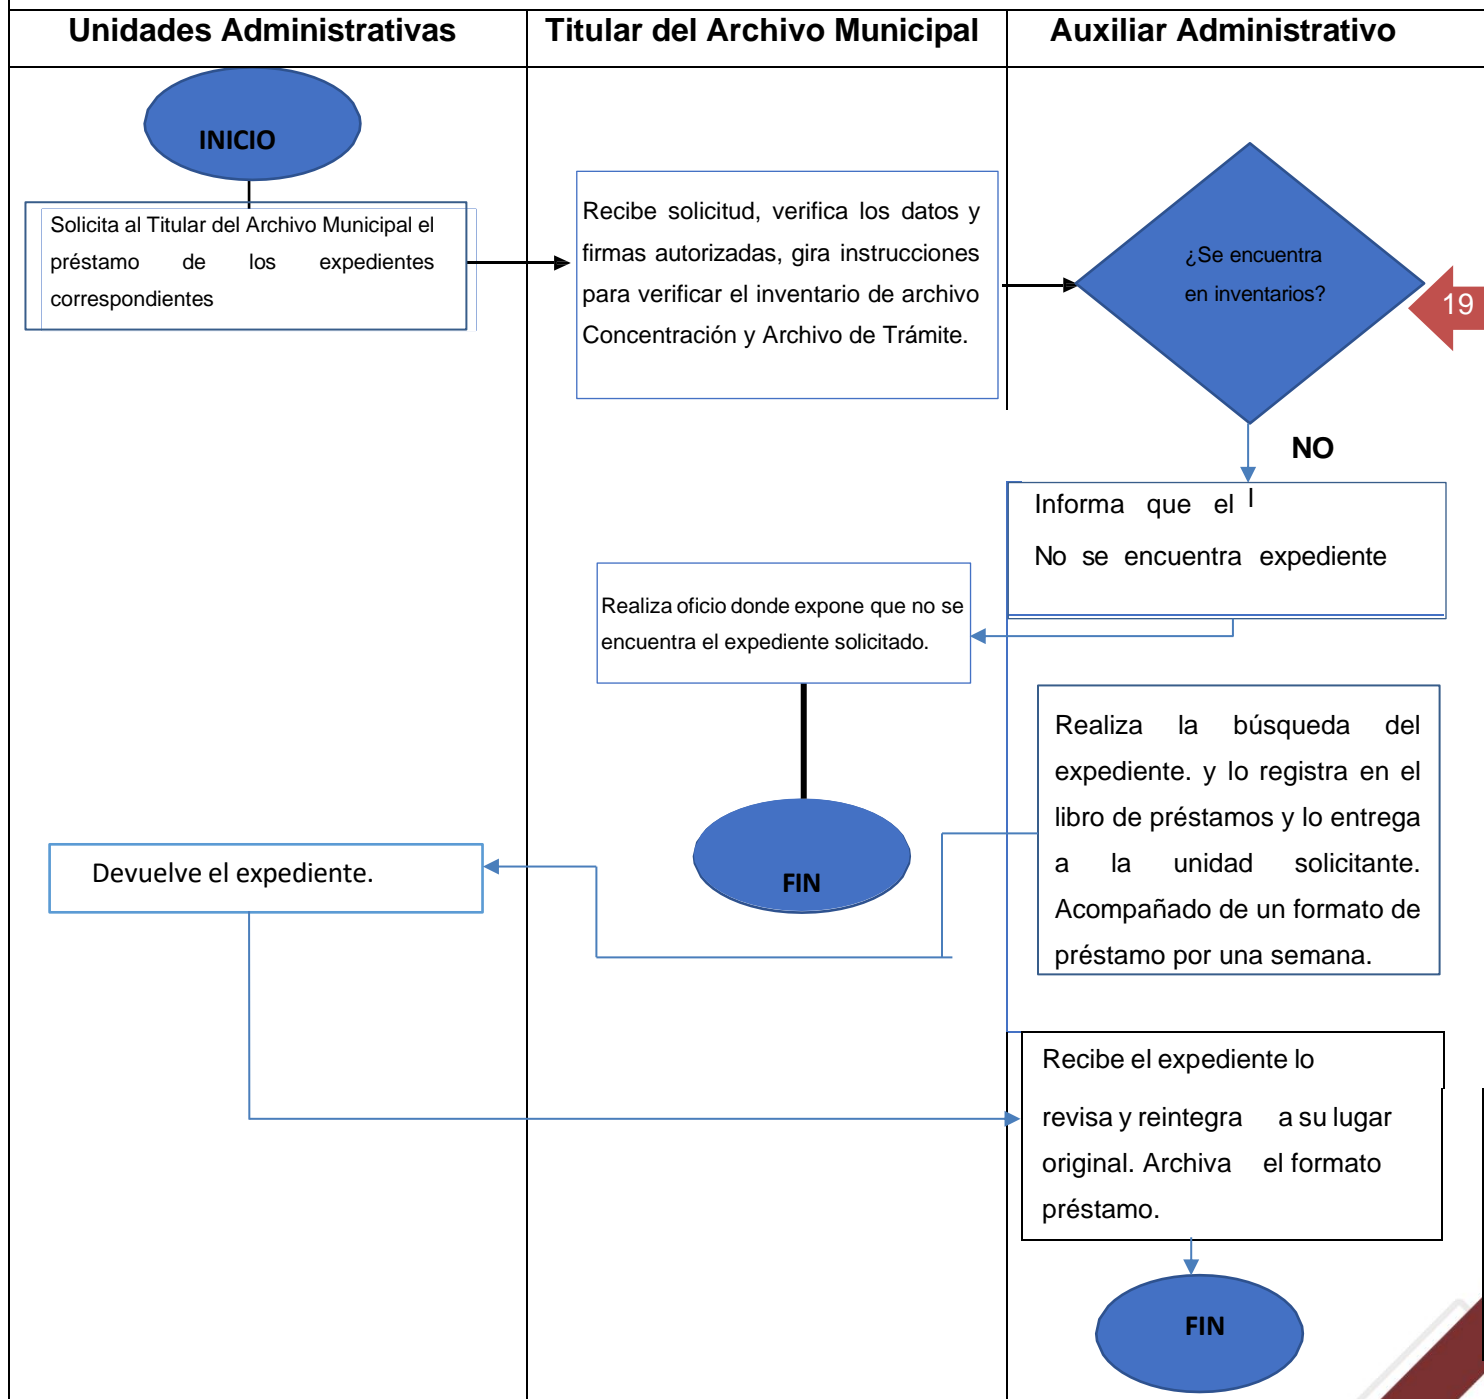 Unidades Administrativas
Titular del Archivo Municipal
Auxiliar Administrativo
INICIO
Solicita al Titular del Archivo Municipal el
préstamo de los expedientes
correspondientes
Recibe solicitud, verifica los datos y
firmas autorizadas, gira instrucciones
para verificar el inventario de archivo
Concentración y Archivo de Trámite.
¿Se encuentra
en inventarios?
19
NO
Informa que el
No se encuentra expediente
Realiza oficio donde expone que no se
encuentra el expediente solicitado.
FIN
Realiza la búsqueda del
expediente. y lo registra en el
libro de préstamos y lo entrega
a la unidad solicitante.
Acompañado de un formato de
préstamo por una semana.
Devuelve el expediente.
Recibe el expediente lo
revisa y reintegra a su lugar
original. Archiva el formato
préstamo.
FIN